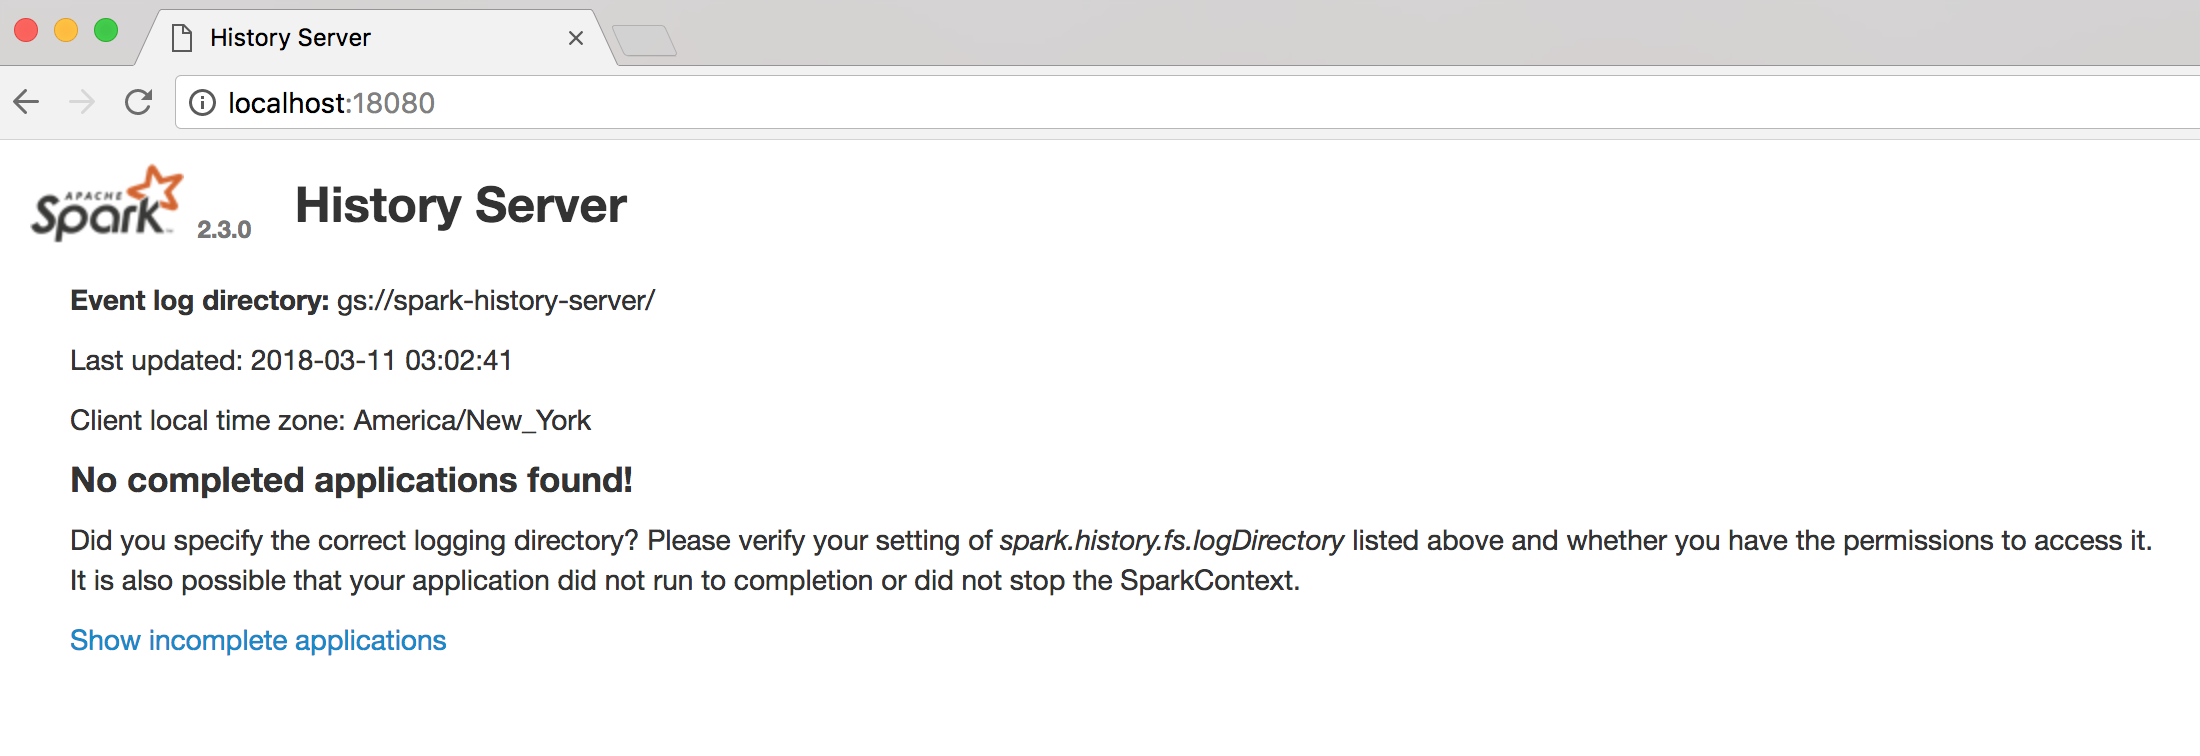 History Server
localhost:18080
APACHE
Spark™ 2.3.0 History Server
Event log directory: gs://spark-history-server/
Last updated: 2018-03-11 03:02:41
Client local time zone: America/New_York
No completed applications found!
Did you specify the correct logging directory? Please verify your setting of spark.history.fs.logDirectory listed above and whether you have the permissions to access it.
It is also possible that your application did not run to completion or did not stop the SparkContext.
Show incomplete applications